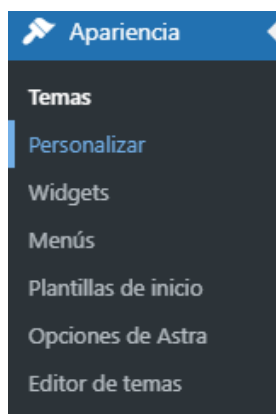 Apariencia
Temas
Personalizar
Widgets
Menús
Plantillas de inicio
Opciones de Astra
Editor de temas